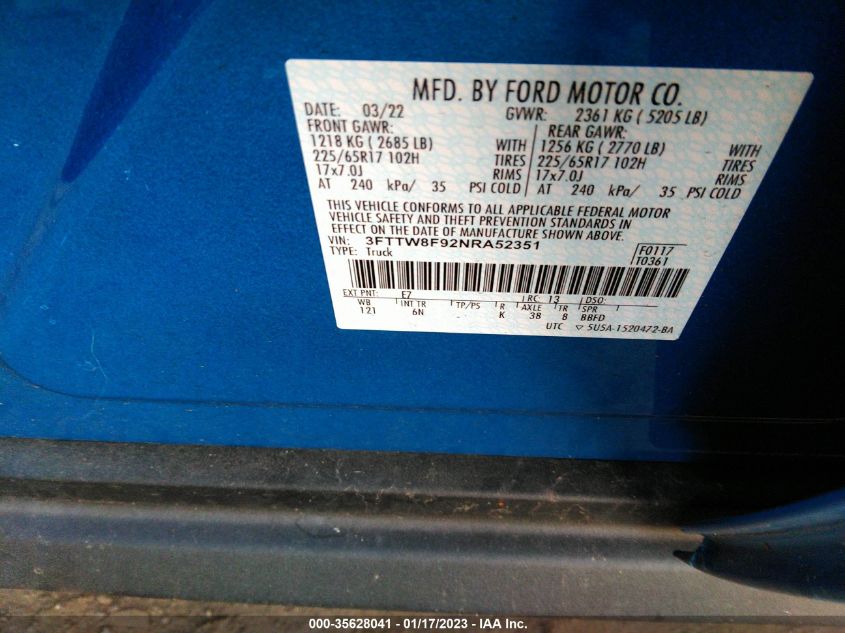 MFD. BY FORD MOTOR CO.
DATE: 03/22 GVWR: 2361 KG ( 5205 LB)
FRONT GAWR: REAR GAWR:
1218 KG ( 2685 LB) WITH 1256 KG ( 2770 LB) WITH
225/65R17 102H TIRES 225/65R17 102H TIRES
17x7.0J RIMS 17x7.0J RIMS
AT 240 kPa/ 35 PSI COLD AT 240 kPa/ 35 PSI COLD
THIS VEHICLE CONFORMS TO ALL APPLICABLE FEDERAL MOTOR
VEHICLE SAFETY AND THEFT PREVENTION STANDARDS IN
EFFECT ON THE DATE OF MANUFACTURE SHOWN ABOVE.
VIN: 3FTTW8F92NRA52351 F0117
TYPE: Truck T0361
EXT PNT: E7 RC: 13 DSO:
WB INT TR TP/PS R AXLE TR SPR
121 6N K 38 8 BBFD
UTC ▽ 5USA-1520472-BA
000-35628041 / 01/17/2023 - IAA Inc.